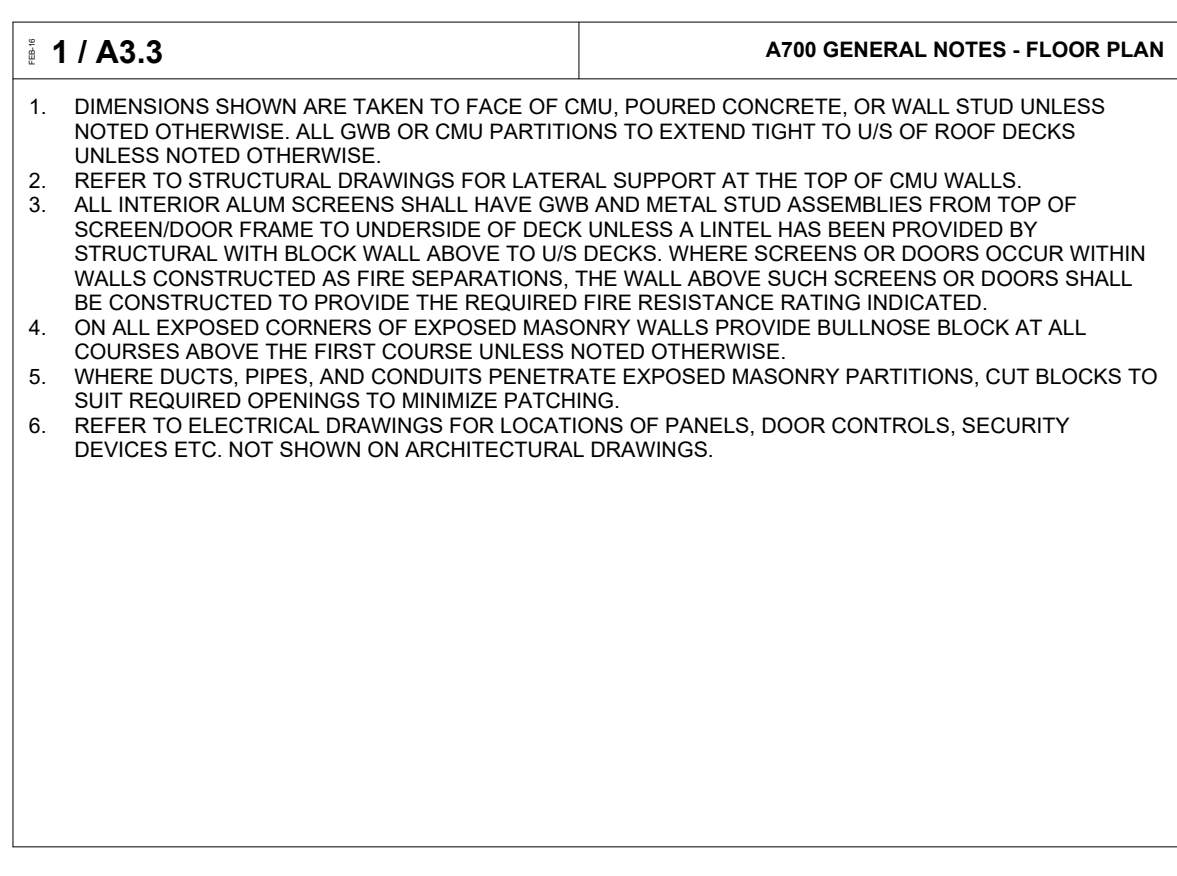 FEB-16
1 / A3.3
A700 GENERAL NOTES - FLOOR PLAN
1. DIMENSIONS SHOWN ARE TAKEN TO FACE OF CMU, POURED CONCRETE, OR WALL STUD UNLESS
NOTED OTHERWISE. ALL GWB OR CMU PARTITIONS TO EXTEND TIGHT TO U/S OF ROOF DECKS
UNLESS NOTED OTHERWISE.
2. REFER TO STRUCTURAL DRAWINGS FOR LATERAL SUPPORT AT THE TOP OF CMU WALLS.
3. ALL INTERIOR ALUM SCREENS SHALL HAVE GWB AND METAL STUD ASSEMBLIES FROM TOP OF
SCREEN/DOOR FRAME TO UNDERSIDE OF DECK UNLESS A LINTEL HAS BEEN PROVIDED BY
STRUCTURAL WITH BLOCK WALL ABOVE TO U/S DECKS. WHERE SCREENS OR DOORS OCCUR WITHIN
WALLS CONSTRUCTED AS FIRE SEPARATIONS, THE WALL ABOVE SUCH SCREENS OR DOORS SHALL
BE CONSTRUCTED TO PROVIDE THE REQUIRED FIRE RESISTANCE RATING INDICATED.
4. ON ALL EXPOSED CORNERS OF EXPOSED MASONRY WALLS PROVIDE BULLNOSE BLOCK AT ALL
COURSES ABOVE THE FIRST COURSE UNLESS NOTED OTHERWISE.
5. WHERE DUCTS, PIPES, AND CONDUITS PENETRATE EXPOSED MASONRY PARTITIONS, CUT BLOCKS TO
SUIT REQUIRED OPENINGS TO MINIMIZE PATCHING.
6. REFER TO ELECTRICAL DRAWINGS FOR LOCATIONS OF PANELS, DOOR CONTROLS, SECURITY
DEVICES ETC. NOT SHOWN ON ARCHITECTURAL DRAWINGS.